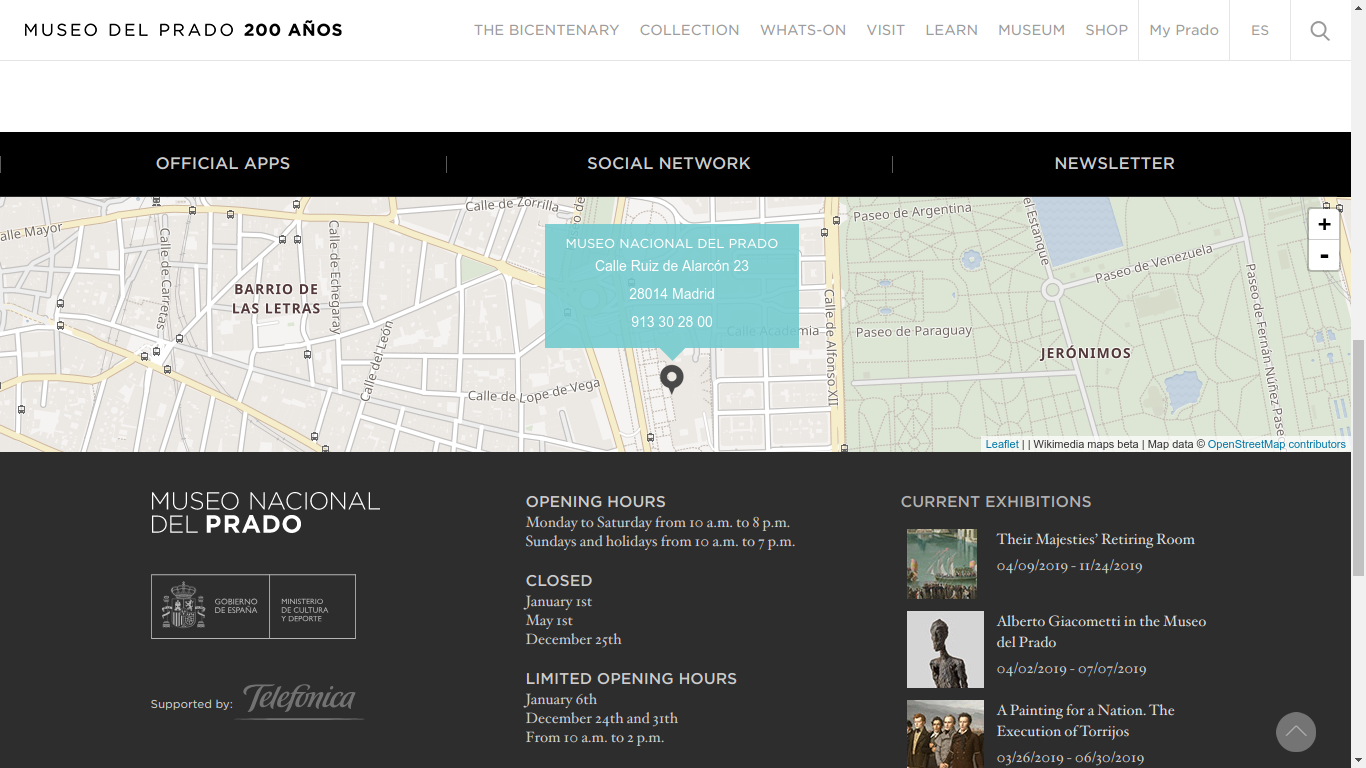 MUSEO DEL PRADO 200 AÑOS
THE BICENTENARY
COLLECTION
WHATS-ON
VISIT
LEARN
MUSEUM
SHOP
My Prado
ES
OFFICIAL APPS
SOCIAL NETWORK
NEWSLETTER
alle Mayor
Calle de Carretas
BARRIO DE
LAS LETRAS
Calle de Echegaray
Calle del León
Calle de Zorrilla
Calle de Lope de Vega
MUSEO NACIONAL DEL PRADO
Calle Ruiz de Alarcón 23
28014 Madrid
913 30 28 00
Calle Academia
Calle de Alfonso XII
Paseo de Argentina
del Estanque
Paseo de Venezuela
Paseo de Paraguay
JERÓNIMOS
Paseo de Fernán Núñez
Pase
+
-
Leaflet | | Wikimedia maps beta | Map data © OpenStreetMap contributors
MUSEO NACIONAL
DEL PRADO
GOBIERNO
DE ESPAÑA
MINISTERIO
DE CULTURA
Y DEPORTE
Supported by:
Telefónica
OPENING HOURS
Monday to Saturday from 10 a.m. to 8 p.m.
Sundays and holidays from 10 a.m. to 7 p.m.
CLOSED
January 1st
May 1st
December 25th
LIMITED OPENING HOURS
January 6th
December 24th and 31th
From 10 a.m. to 2 p.m.
CURRENT EXHIBITIONS
Their Majesties’ Retiring Room
04/09/2019 - 11/24/2019
Alberto Giacometti in the Museo
del Prado
04/02/2019 - 07/07/2019
A Painting for a Nation. The
Execution of Torrijos
03/26/2019 - 06/30/2019